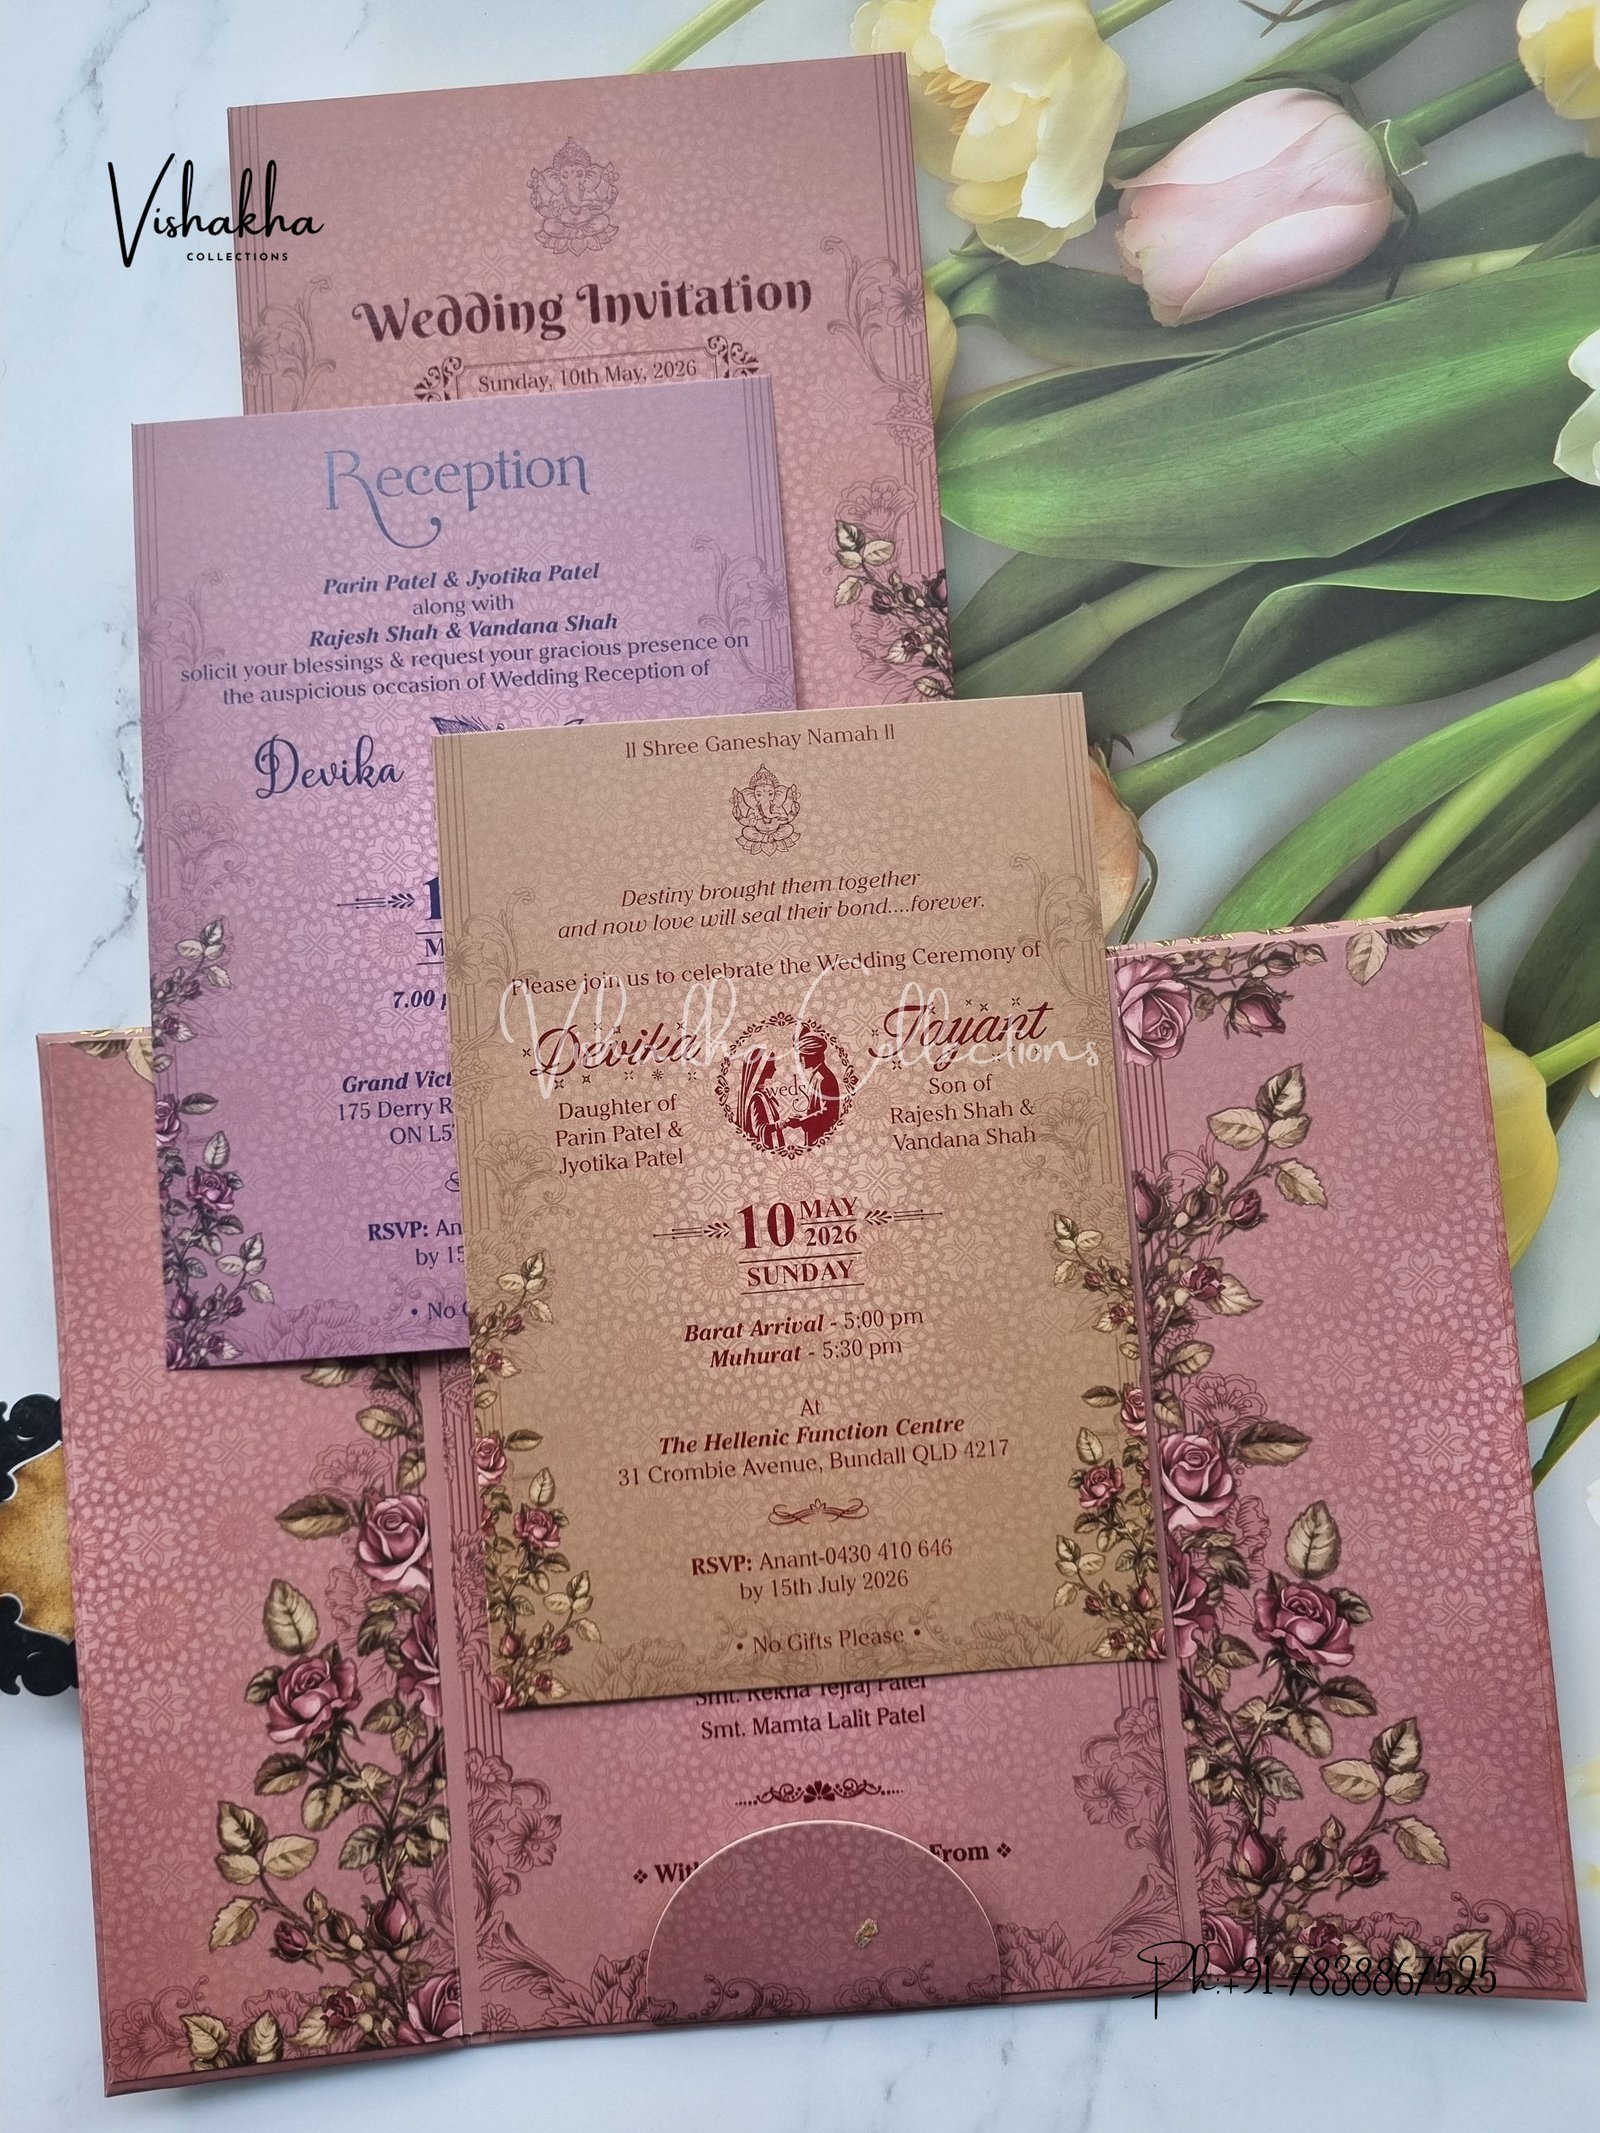 Vishakha
COLLECTIONS
Wedding Invitation
Sunday, 10th May, 2026
Reception
Parin Patel & Jyotika Patel
along with
Rajesh Shah & Vandana Shah
solicit your blessings & request your gracious presence on
the auspicious occasion of Wedding Reception of
Devika
7.00
Grand
175 Derry
ON
RSVP:
by 15
• No
II Shree Ganeshay Namah II
Destiny brought them together
and now love will seal their bond....forever.
Please join us to celebrate the Wedding Ceremony of
Devika
weds
Jayant
Daughter of
Parin Patel &
Jyotika Patel
Son of
Rajesh Shah &
Vandana Shah
10 MAY
2026
SUNDAY
Barat Arrival - 5:00 pm
Muhurat - 5:30 pm
At
The Hellenic Function Centre
31 Crombie Avenue, Bundall QLD 4217
RSVP: Anant-0430 410 646
by 15th July 2026
• No Gifts Please •
Vishakha Collections
Smt. Rekha Tejraj Patel
Smt. Mamta Lalit Patel
From
Ph:+91-7838867525